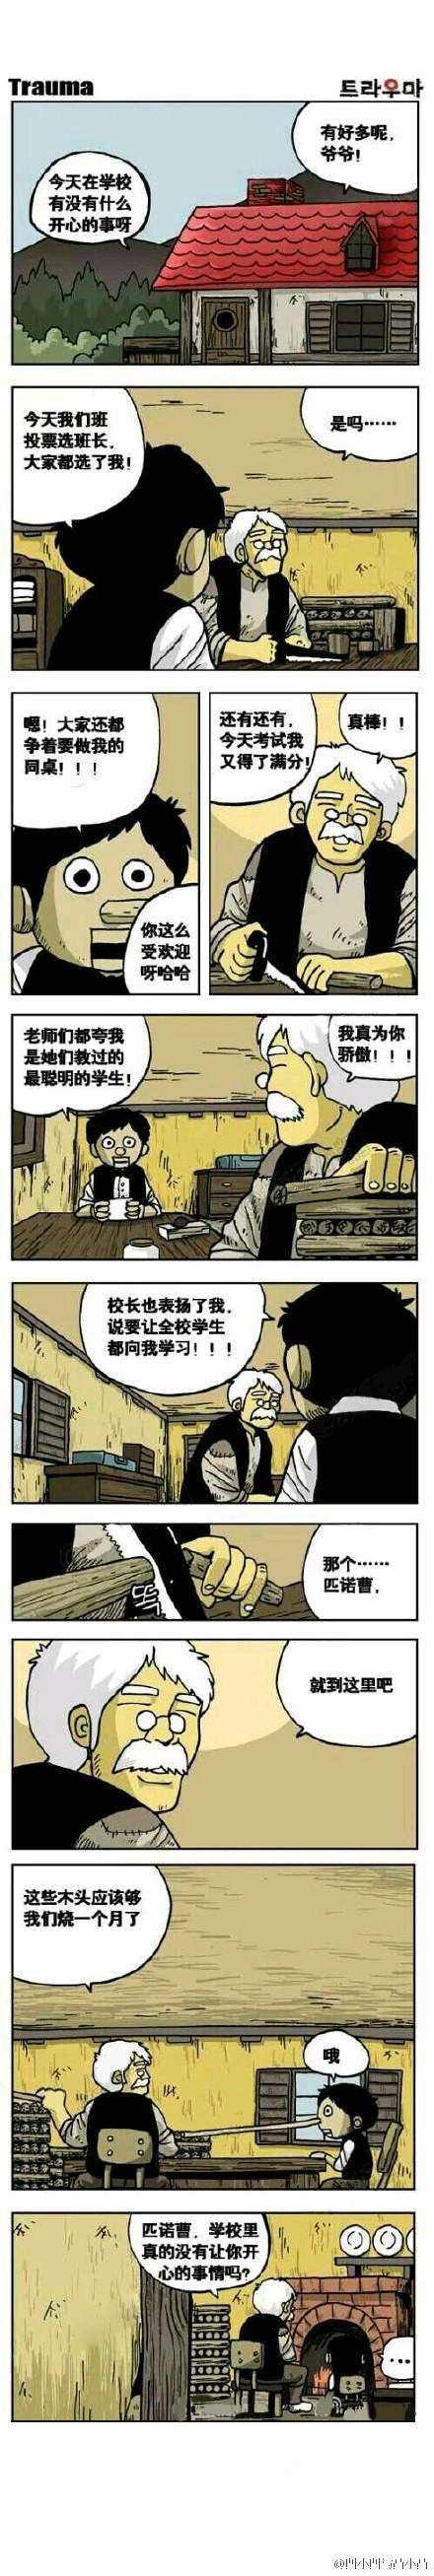 Trauma
트라우마
今天在学校
有没有什么
开心的事呀
有好多呢，
爷爷！
今天我们班
投票选班长，
大家都选了我！
是吗……
嗯！大家还都
争着要做我的
同桌！！！
你这么
受欢迎
呀哈哈
还有还有，
今天考试我
又得了满分！
真棒！！
老师们都夸我
是她们教过的
最聪明的学生！
我真为你
骄傲！！！
校长也表扬了我，
说要让全校学生
都向我学习！！！
뚝
那个……
匹诺曹，
就到这里吧
这些木头应该够
我们烧一个月了
哦
匹诺曹，学校里
真的没有让你开
心的事情吗？
...